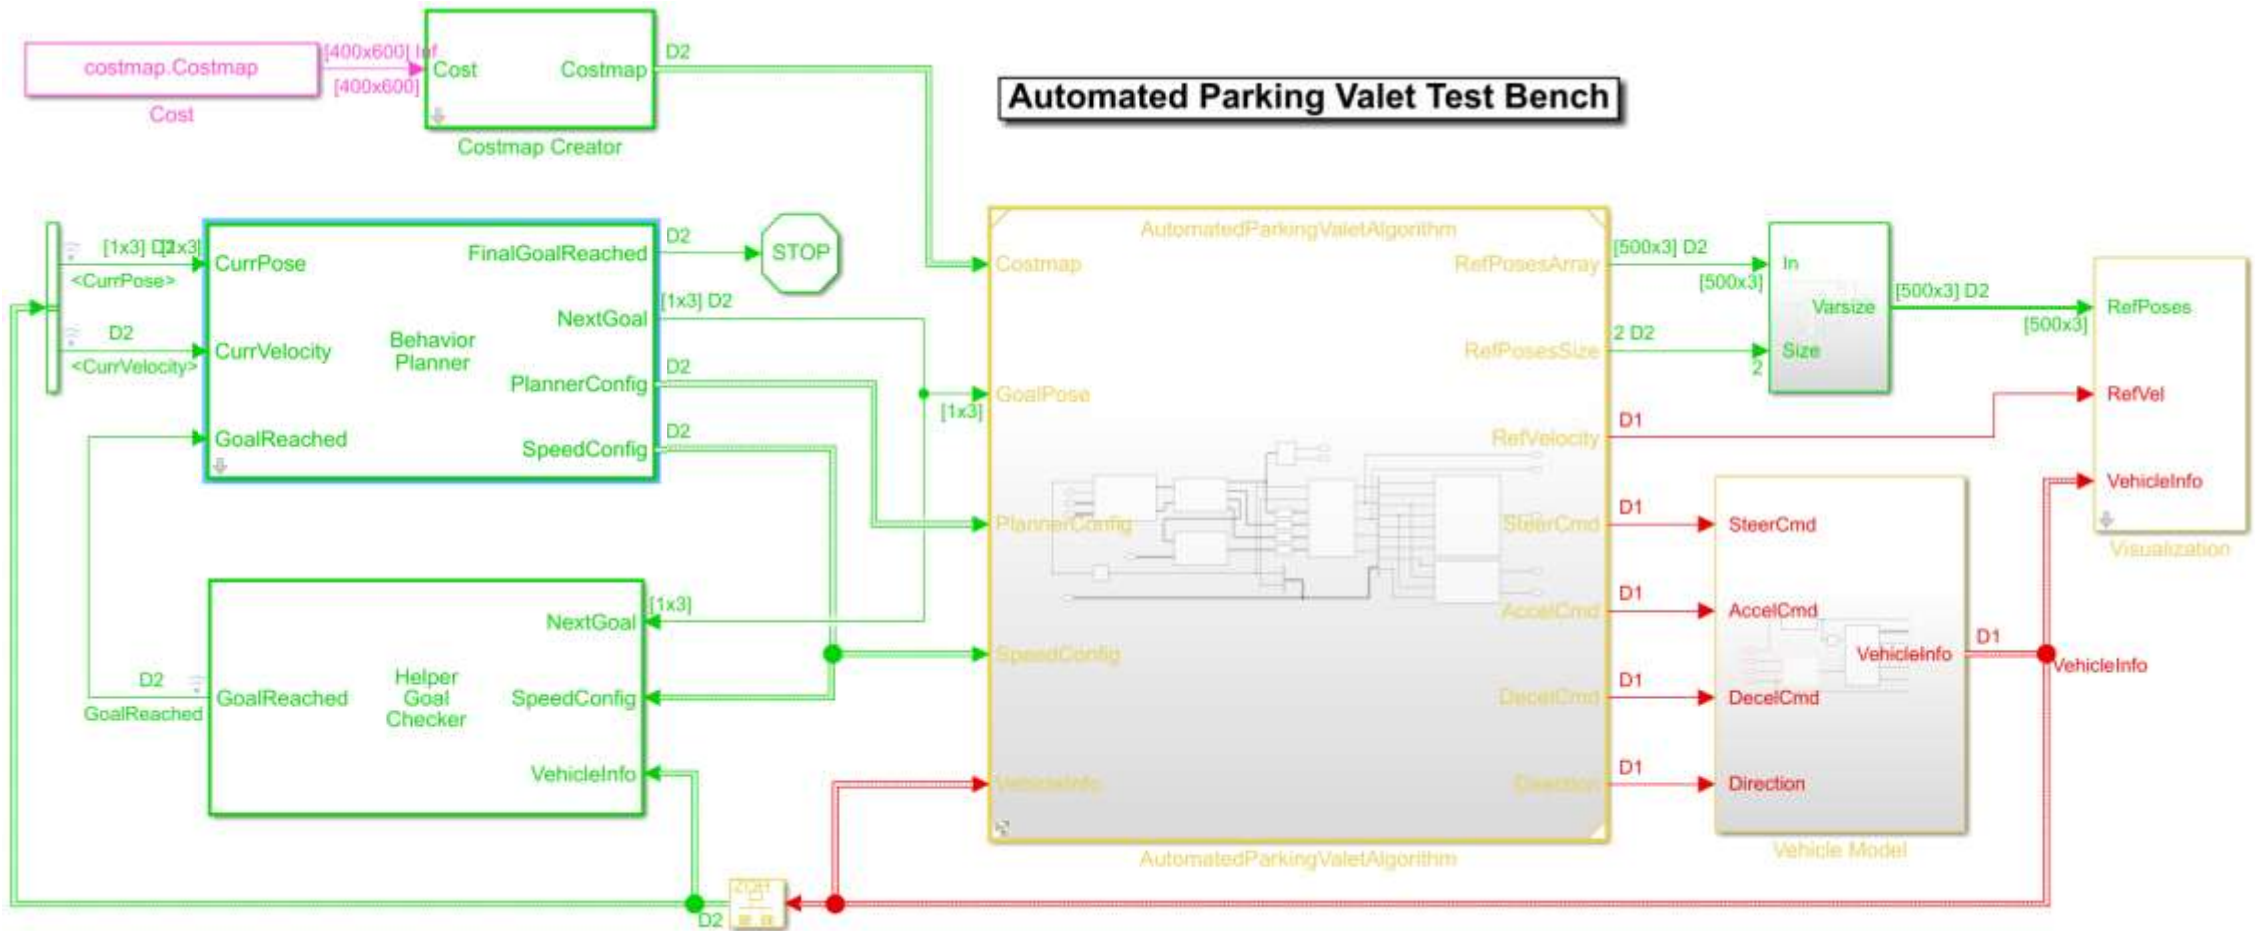 Automated Parking Valet Test Bench
costmap.Costmap
Cost
[400x600] Inf
[400x600]
Cost
Costmap
Costmap Creator
D2
[1x3] D2
[1x3]
<CurrPose>
D2
<CurrVelocity>
CurrPose
CurrVelocity
GoalReached
Behavior
Planner
FinalGoalReached
NextGoal
PlannerConfig
SpeedConfig
D2
STOP
[1x3] D2
D2
D2
[1x3]
D2
GoalReached
GoalReached
Helper
Goal
Checker
NextGoal
SpeedConfig
VehicleInfo
[1x3]
AutomatedParkingValetAlgorithm
Costmap
GoalPose
PlannerConfig
SpeedConfig
VehicleInfo
RefPosesArray
RefPosesSize
RefVelocity
SteerCmd
AccelCmd
DecelCmd
Direction
AutomatedParkingValetAlgorithm
[500x3] D2
[500x3]
2 D2
2
In
Size
Varsize
[500x3] D2
[500x3]
D1
D1
D1
D1
D1
RefPoses
RefVel
VehicleInfo
Visualization
SteerCmd
AccelCmd
DecelCmd
Direction
VehicleInfo
Vehicle Model
D1
VehicleInfo
ZOH
D2